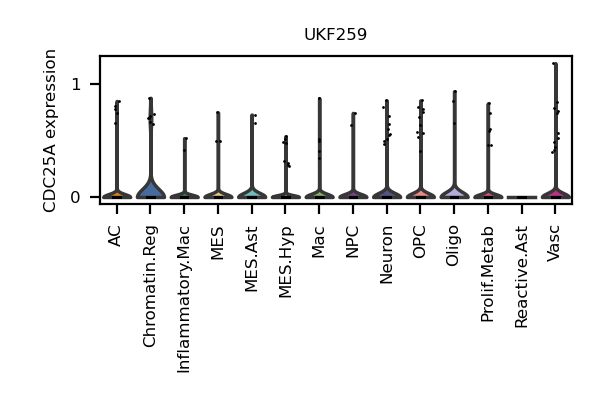 UKF259
CDC25A expression
1
0
AC
Chromatin.Reg
Inflammatory.Mac
MES
MES.Ast
MES.Hyp
Mac
NPC
Neuron
OPC
Oligo
Prolif.Metab
Reactive.Ast
Vasc